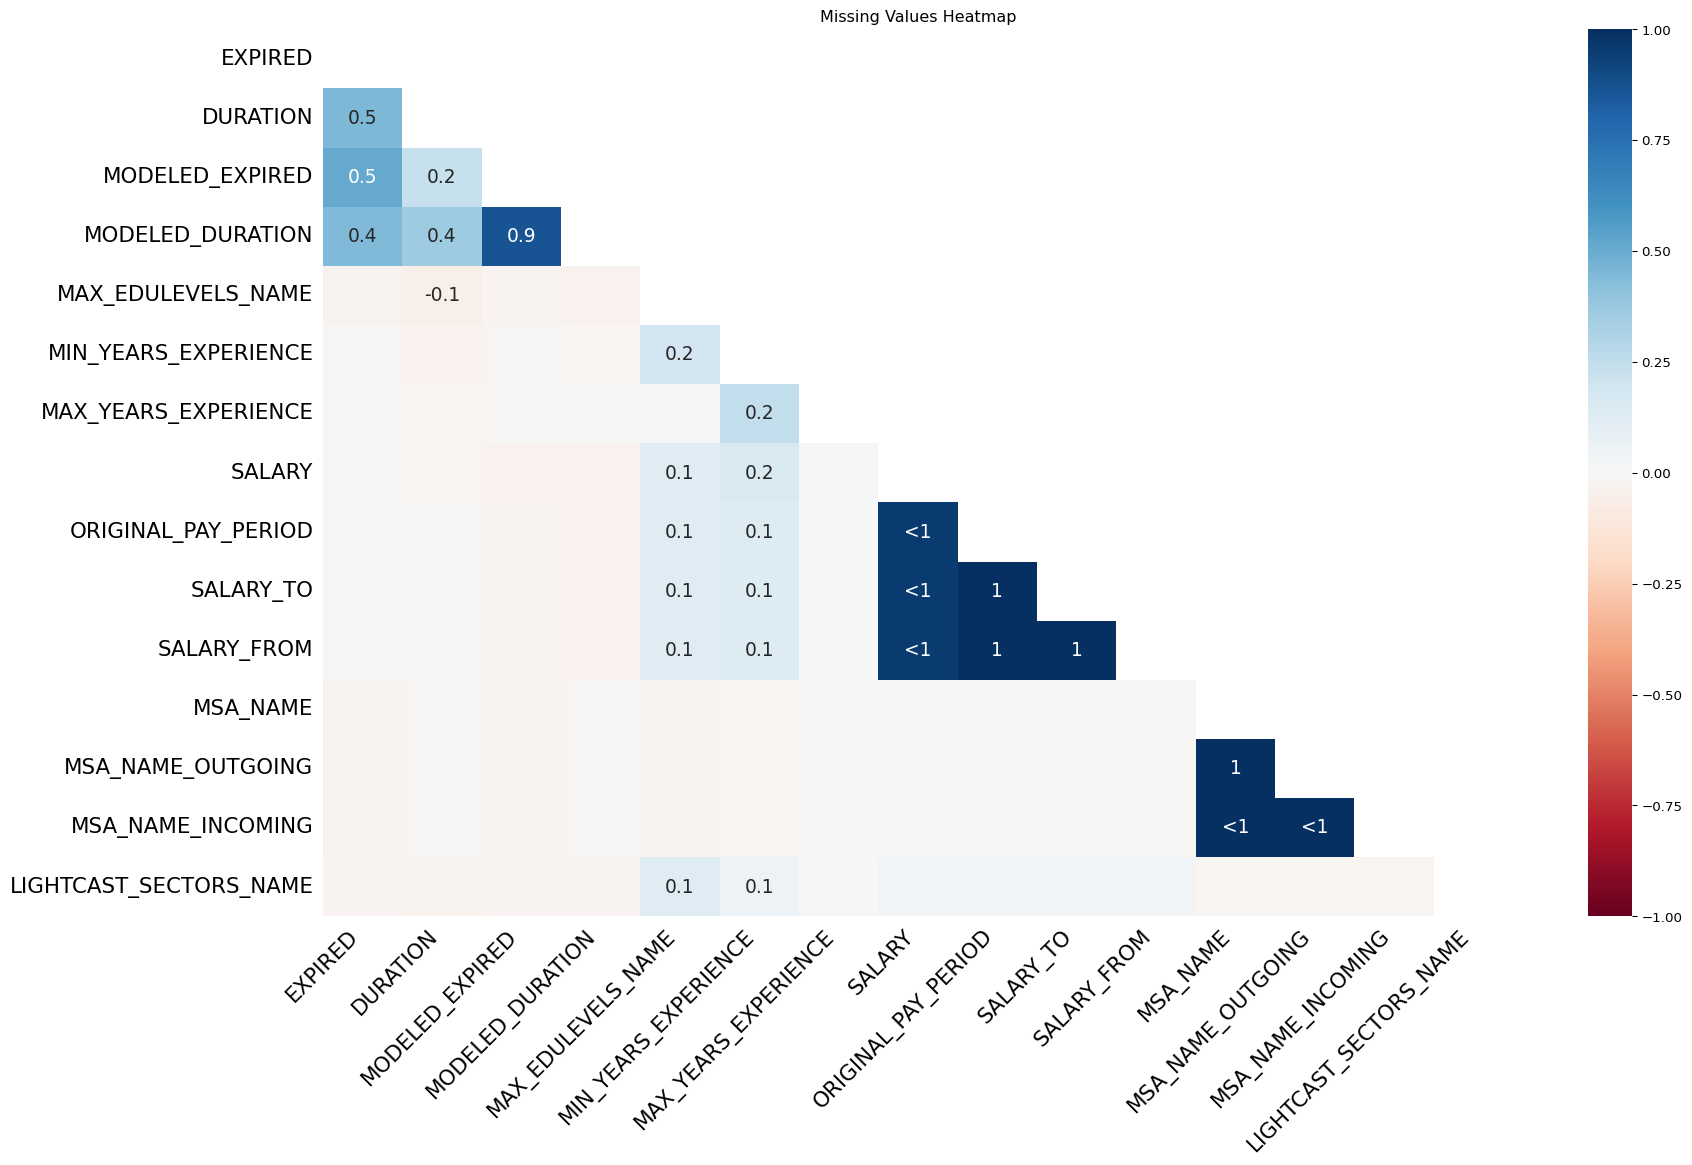 Missing Values Heatmap
EXPIRED
DURATION 0.5
MODELED_EXPIRED 0.5 0.2
MODELED_DURATION 0.4 0.4 0.9
MAX_EDULEVELS_NAME -0.1
MIN_YEARS_EXPERIENCE 0.2
MAX_YEARS_EXPERIENCE 0.2
SALARY 0.1 0.2
ORIGINAL_PAY_PERIOD 0.1 0.1 <1
SALARY_TO 0.1 0.1 <1 1
SALARY_FROM 0.1 0.1 <1 1 1
MSA_NAME
MSA_NAME_OUTGOING 1
MSA_NAME_INCOMING <1 <1
LIGHTCAST_SECTORS_NAME 0.1 0.1
EXPIRED
DURATION
MODELED_EXPIRED
MODELED_DURATION
MAX_EDULEVELS_NAME
MIN_YEARS_EXPERIENCE
MAX_YEARS_EXPERIENCE
SALARY
ORIGINAL_PAY_PERIOD
SALARY_TO
SALARY_FROM
MSA_NAME
MSA_NAME_OUTGOING
MSA_NAME_INCOMING
LIGHTCAST_SECTORS_NAME
1.00
0.75
0.50
0.25
0.00
−0.25
−0.50
−0.75
−1.00